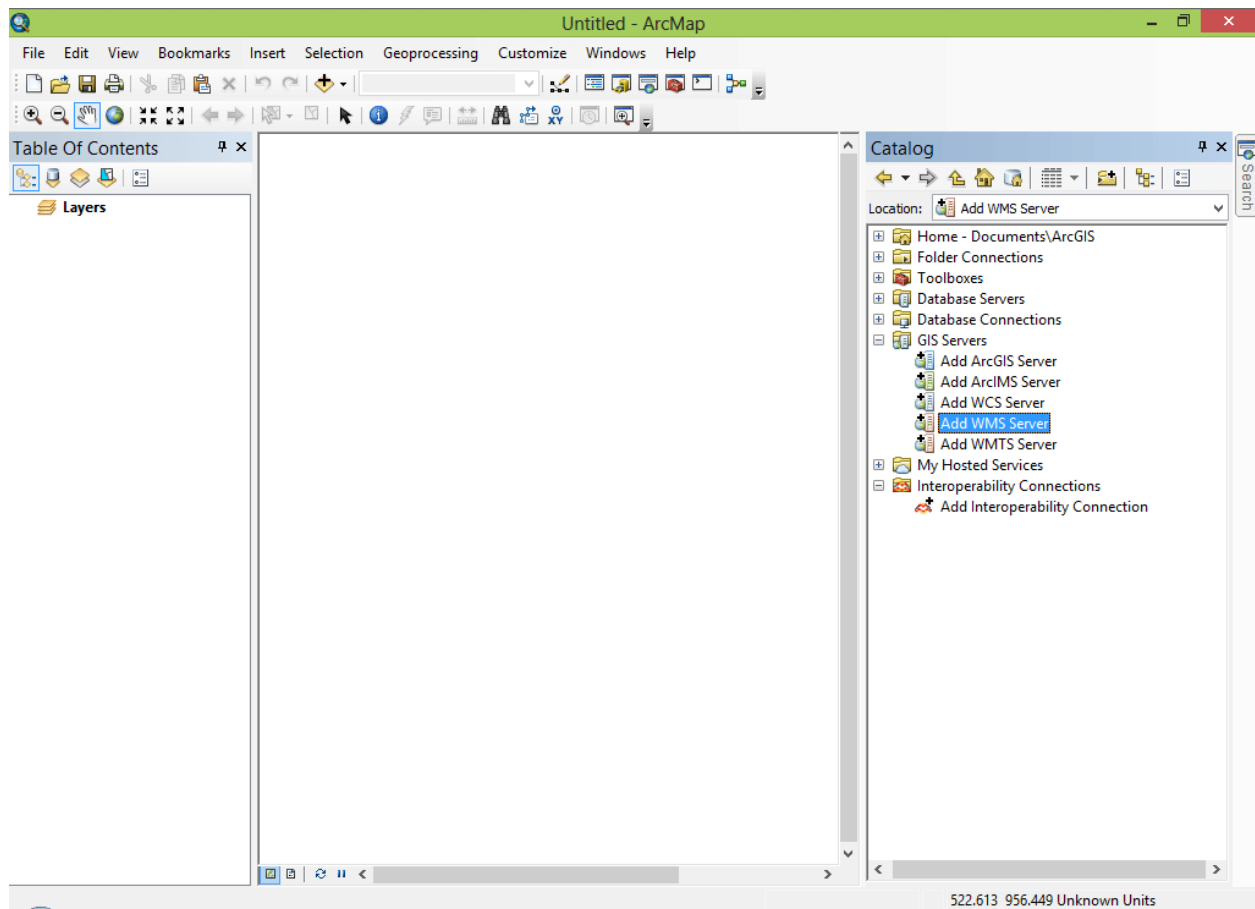 Untitled - ArcMap
File Edit View Bookmarks Insert Selection Geoprocessing Customize Windows Help
Table Of Contents
Layers
Catalog
Location: Add WMS Server
Home - Documents\ArcGIS
Folder Connections
Toolboxes
Database Servers
Database Connections
GIS Servers
Add ArcGIS Server
Add ArcIMS Server
Add WCS Server
Add WMS Server
Add WMTS Server
My Hosted Services
Interoperability Connections
Add Interoperability Connection
Search
522.613 956.449 Unknown Units